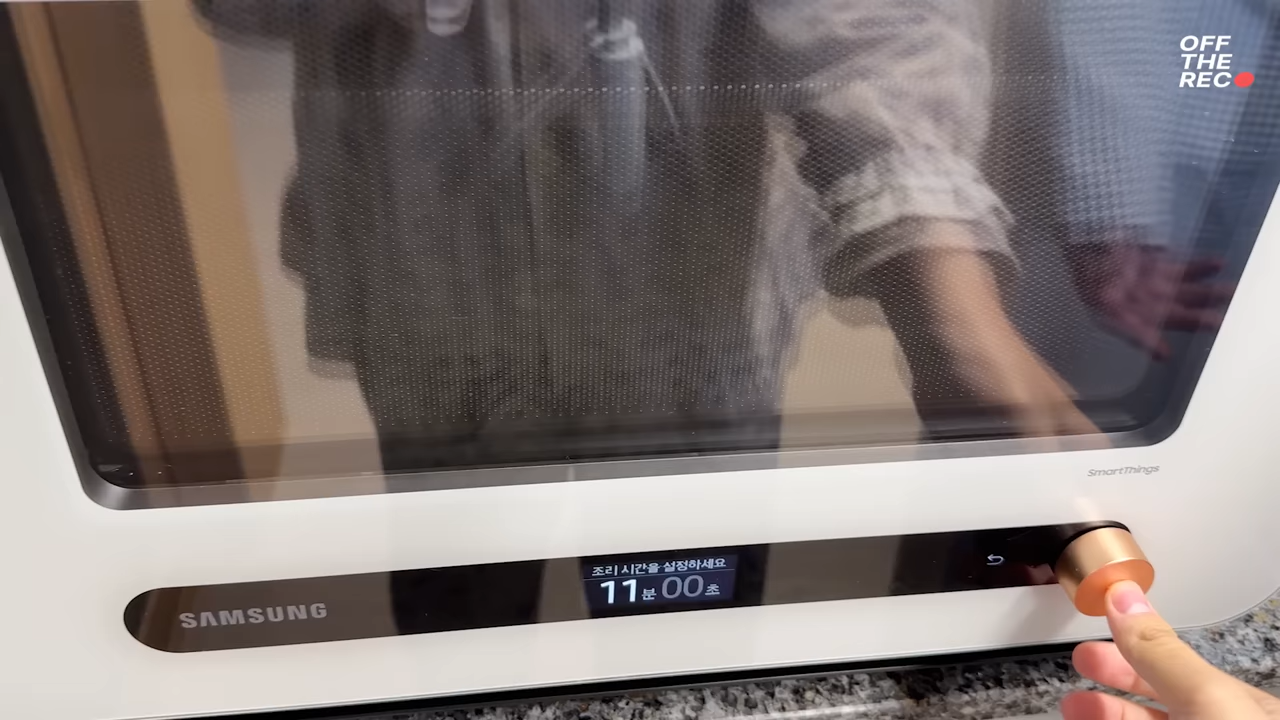 OFF
THE
REC
SmartThings
조리 시간을 설정하세요
11분 00초
SAMSUNG